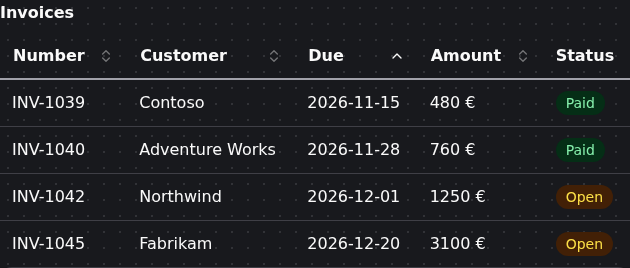 Invoices
Number Customer Due Amount Status
INV-1039 Contoso 2026-11-15 480 € Paid
INV-1040 Adventure Works 2026-11-28 760 € Paid
INV-1042 Northwind 2026-12-01 1250 € Open
INV-1045 Fabrikam 2026-12-20 3100 € Open